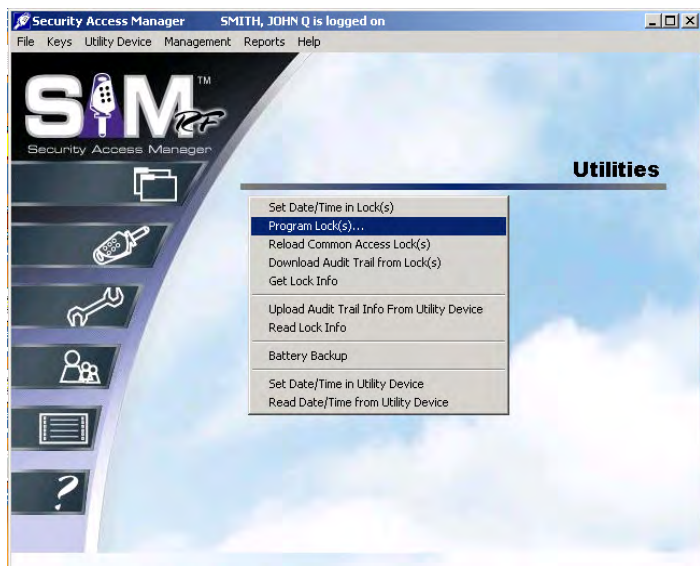 Security Access Manager SMITH, JOHN Q is logged on
File Keys Utility Device Management Reports Help
SAM™
RF
Security Access Manager
Utilities
Set Date/Time in Lock(s)
Program Lock(s)...
Reload Common Access Lock(s)
Download Audit Trail from Lock(s)
Get Lock Info
Upload Audit Trail Info From Utility Device
Read Lock Info
Battery Backup
Set Date/Time in Utility Device
Read Date/Time from Utility Device
?